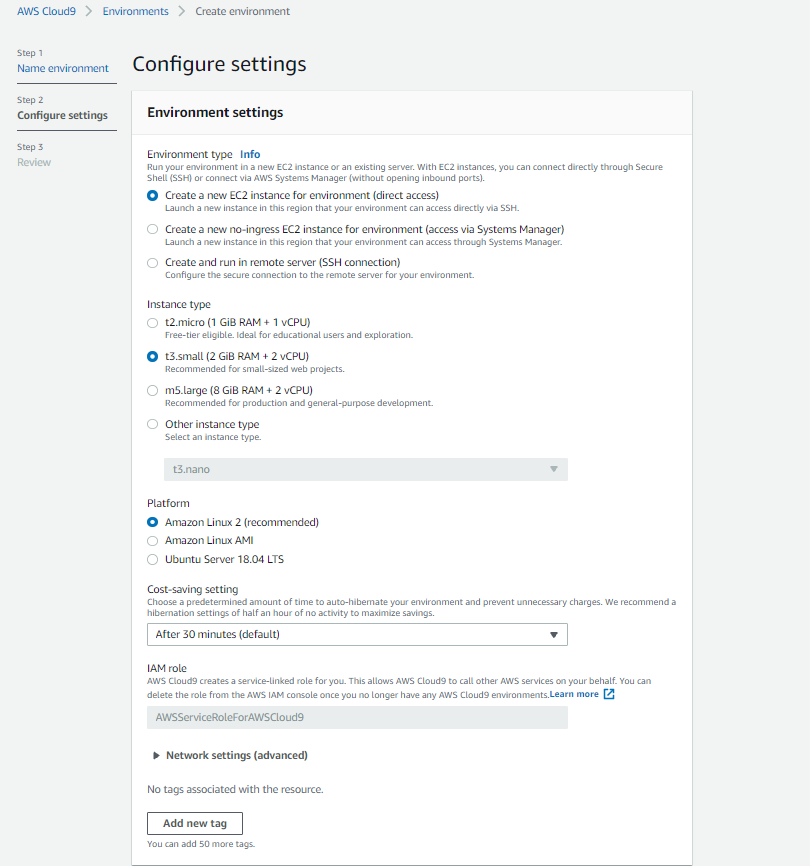 AWS Cloud9 > Environments > Create environment
Step 1
Name environment
Step 2
Configure settings
Step 3
Review
Configure settings
Environment settings
Environment type Info
Run your environment in a new EC2 instance or an existing server. With EC2 instances, you can connect directly through Secure
Shell (SSH) or connect via AWS Systems Manager (without opening inbound ports).
Create a new EC2 instance for environment (direct access)
Launch a new instance in this region that your environment can access directly via SSH.
Create a new no-ingress EC2 instance for environment (access via Systems Manager)
Launch a new instance in this region that your environment can access through Systems Manager.
Create and run in remote server (SSH connection)
Configure the secure connection to the remote server for your environment.
Instance type
t2.micro (1 GiB RAM + 1 vCPU)
Free-tier eligible. Ideal for educational users and exploration.
t3.small (2 GiB RAM + 2 vCPU)
Recommended for small-sized web projects.
m5.large (8 GiB RAM + 2 vCPU)
Recommended for production and general-purpose development.
Other instance type
Select an instance type.
t3.nano
Platform
Amazon Linux 2 (recommended)
Amazon Linux AMI
Ubuntu Server 18.04 LTS
Cost-saving setting
Choose a predetermined amount of time to auto-hibernate your environment and prevent unnecessary charges. We recommend a
hibernation settings of half an hour of no activity to maximize savings.
After 30 minutes (default)
IAM role
AWS Cloud9 creates a service-linked role for you. This allows AWS Cloud9 to call other AWS services on your behalf. You can
delete the role from the AWS IAM console once you no longer have any AWS Cloud9 environments. Learn more
AWSServiceRoleForAWSCloud9
Network settings (advanced)
No tags associated with the resource.
Add new tag
You can add 50 more tags.